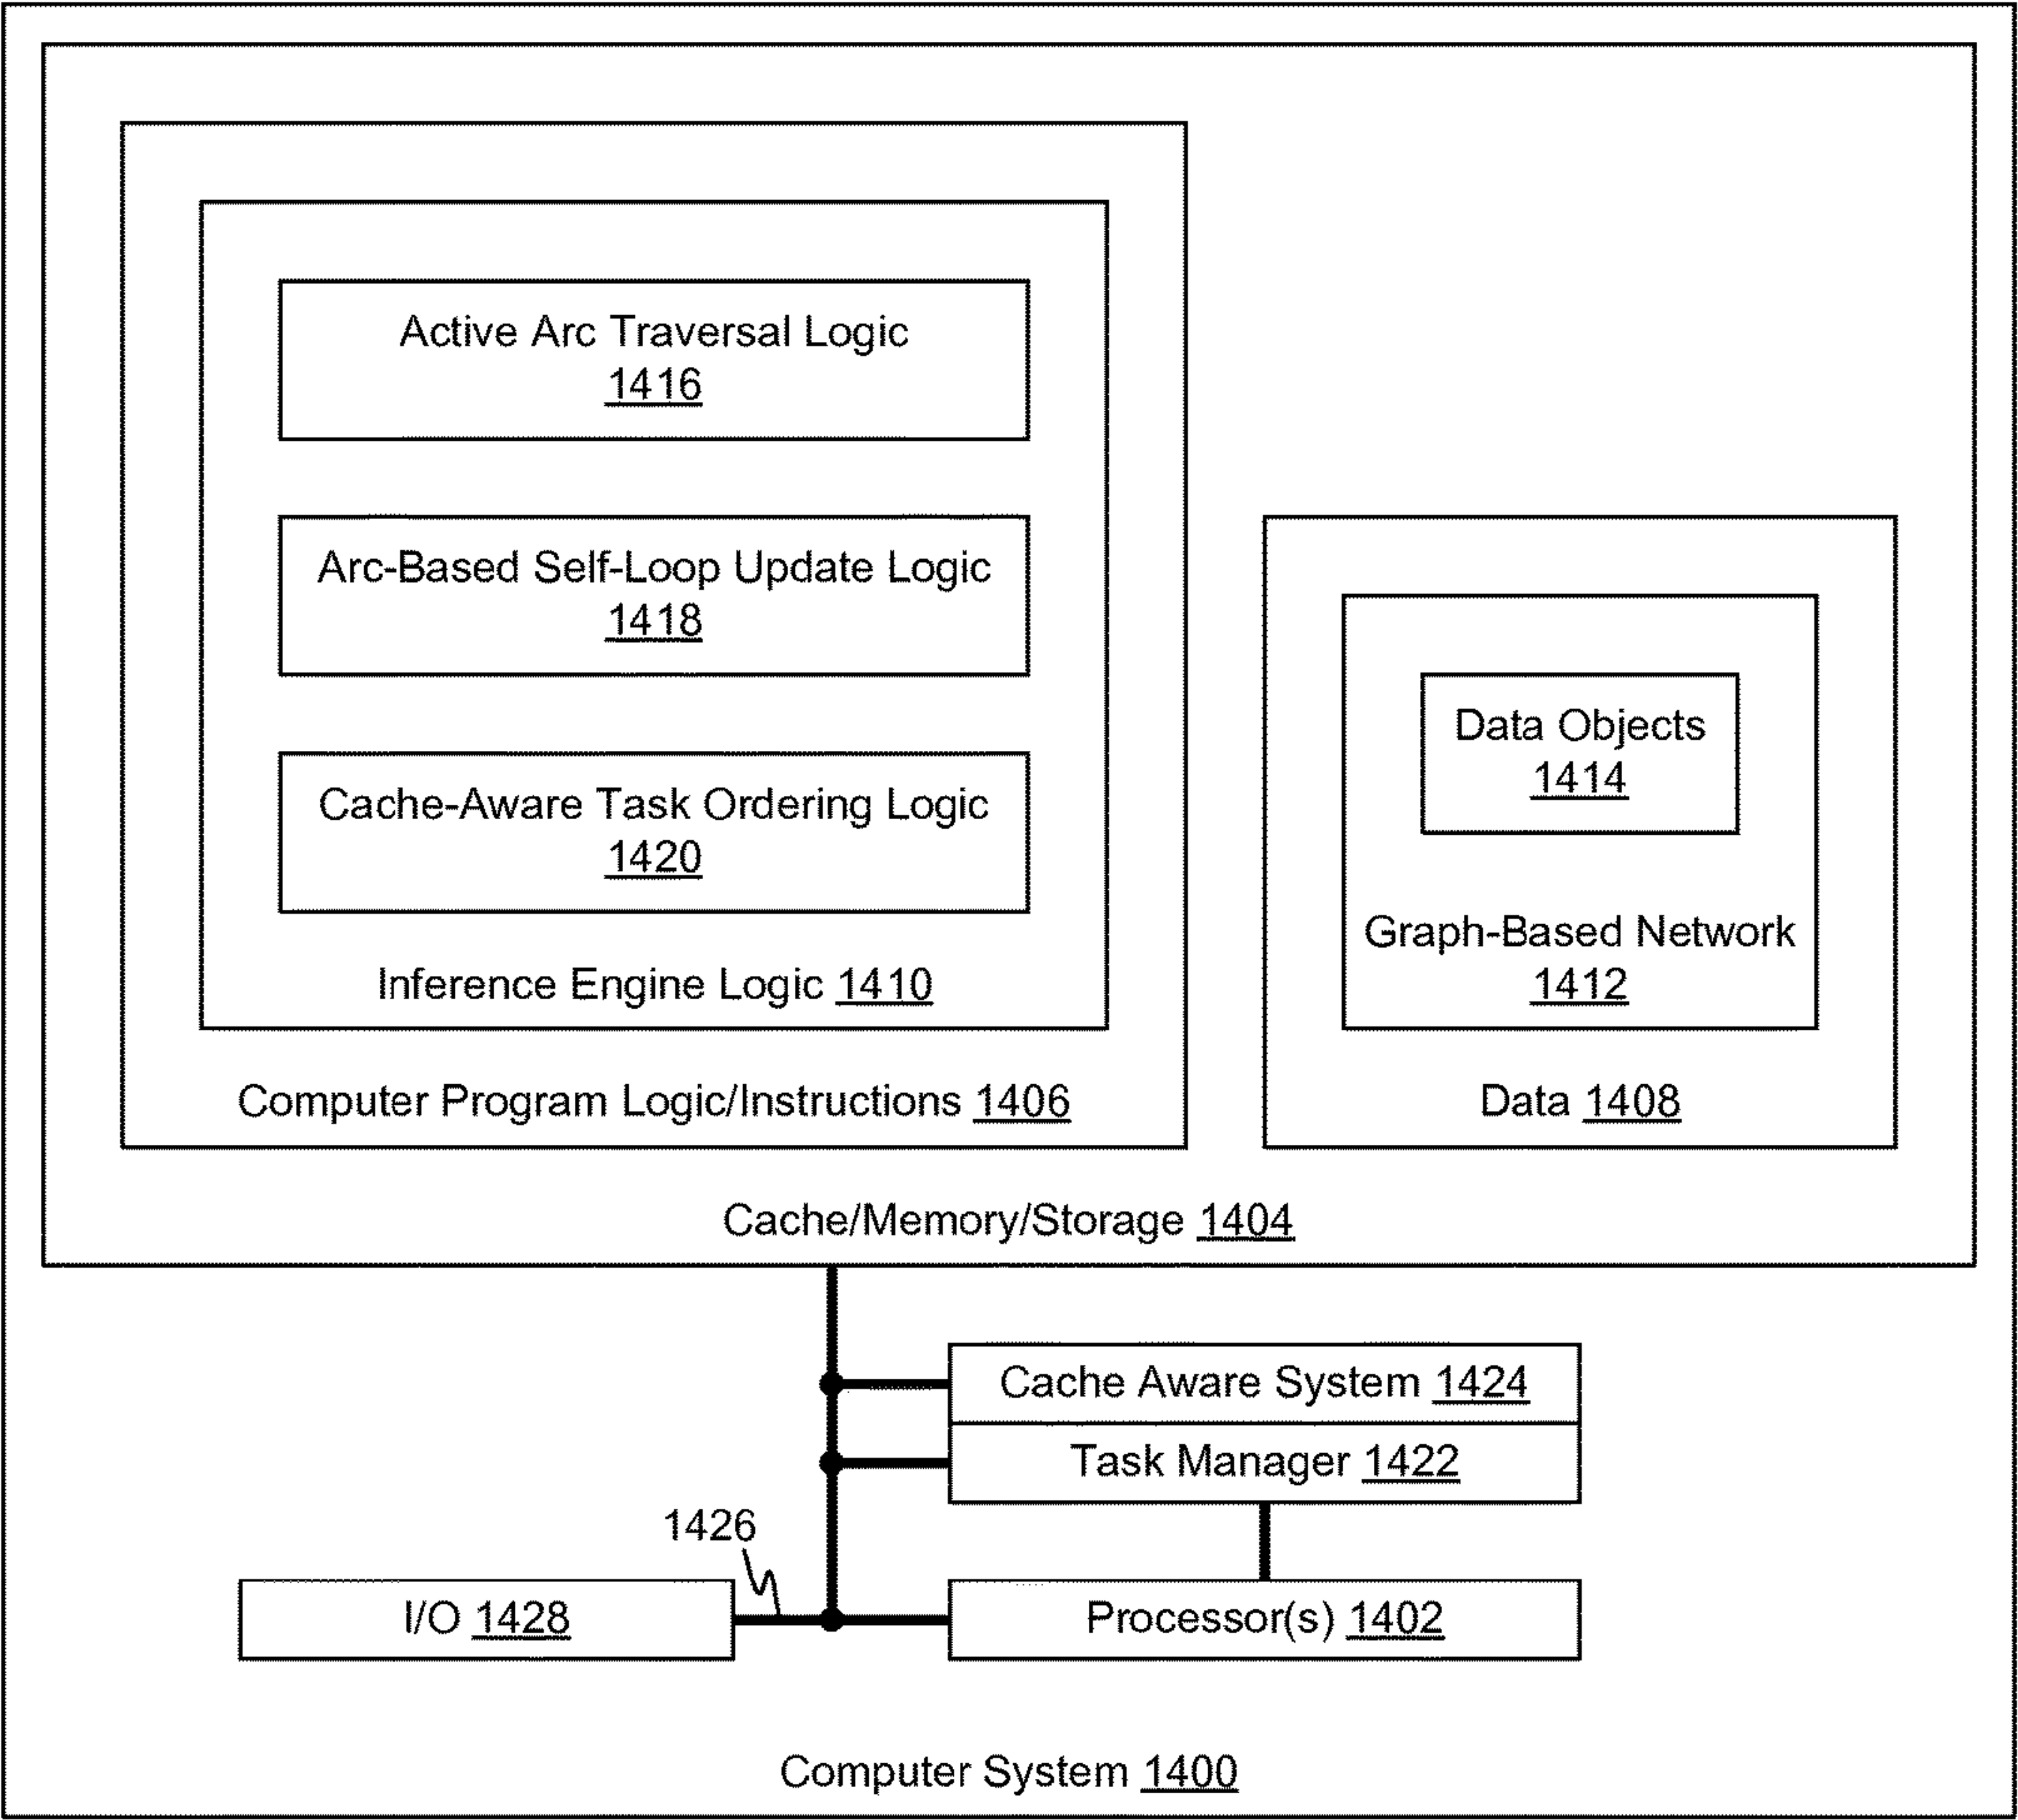 Active Arc Traversal Logic
1416
Arc-Based Self-Loop Update Logic
1418
Cache-Aware Task Ordering Logic
1420
Inference Engine Logic 1410
Computer Program Logic/Instructions 1406
Data Objects
1414
Graph-Based Network
1412
Data 1408
Cache/Memory/Storage 1404
Cache Aware System 1424
Task Manager 1422
1426
I/O 1428
Processor(s) 1402
Computer System 1400